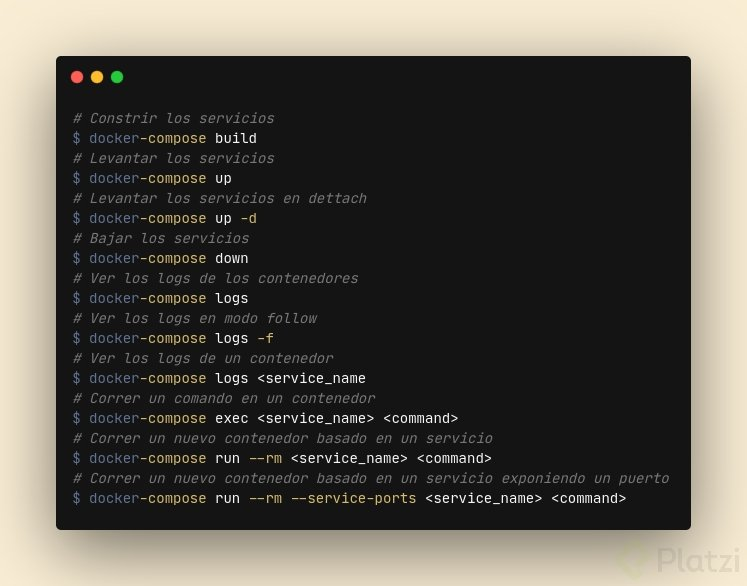 # Constrir los servicios
$ docker-compose build
# Levantar los servicios
$ docker-compose up
# Levantar los servicios en dettach
$ docker-compose up -d
# Bajar los servicios
$ docker-compose down
# Ver los logs de los contenedores
$ docker-compose logs
# Ver los logs en modo follow
$ docker-compose logs -f
# Ver los logs de un contenedor
$ docker-compose logs <service_name
# Correr un comando en un contenedor
$ docker-compose exec <service_name> <command>
# Correr un nuevo contenedor basado en un servicio
$ docker-compose run --rm <service_name> <command>
# Correr un nuevo contenedor basado en un servicio exponiendo un puerto
$ docker-compose run --rm --service-ports <service_name> <command>
Platzi